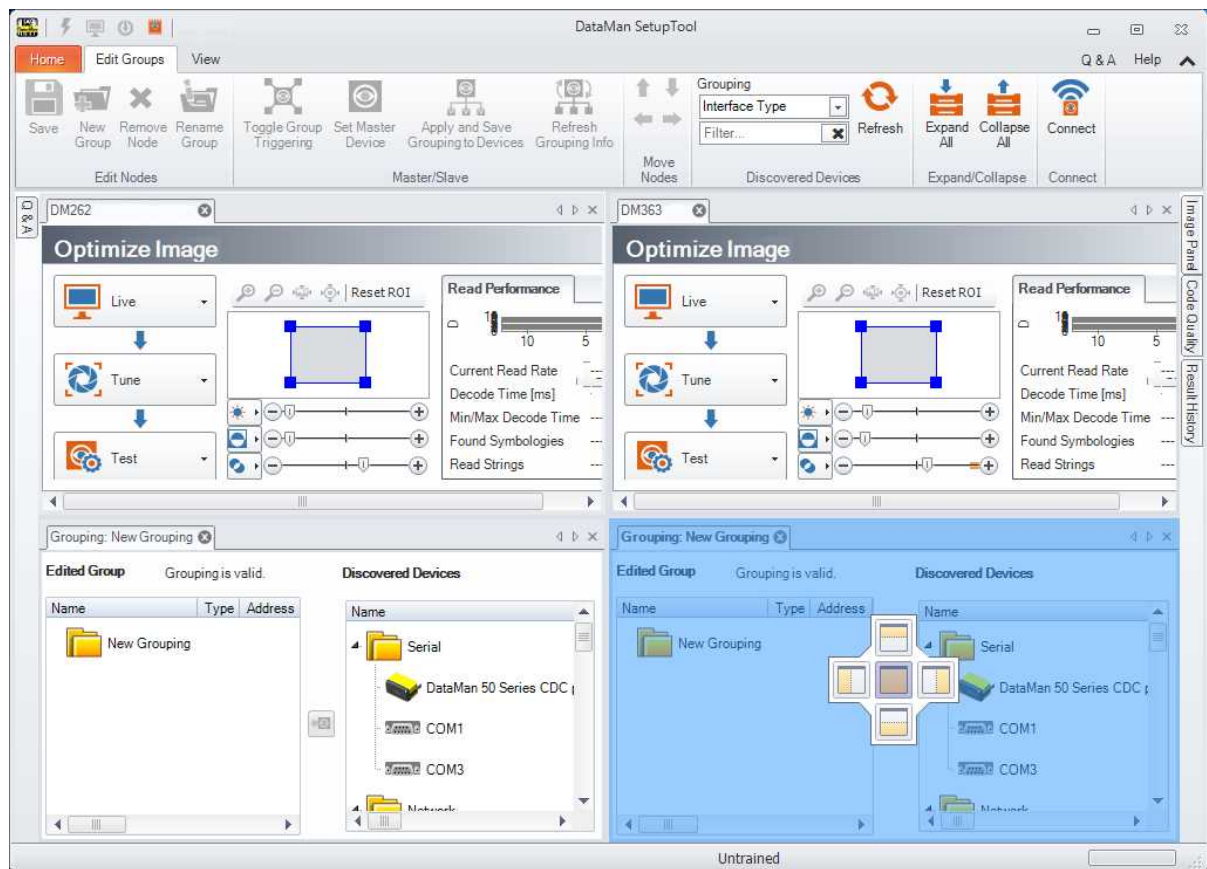 DataMan SetupTool
Home Edit Groups View Q & A Help
Save New Group Remove Node Rename Group Toggle Group Triggering Set Master Device Apply and Save Grouping to Devices Refresh Grouping Info
Grouping
Interface Type
Filter...
Refresh Expand All Collapse All Connect
Edit Nodes Master/Slave Move Nodes Discovered Devices Expand/Collapse Connect
Q & A
DM262
Optimize Image
Live
Reset ROI
Read Performance
10 5
Tune
Current Read Rate
Decode Time [ms]
Min/Max Decode Time ---
Found Symbologies ---
Test
Read Strings ---
DM363
Optimize Image
Live
Reset ROI
Read Performance
10 5
Tune
Current Read Rate
Decode Time [ms]
Min/Max Decode Time ---
Found Symbologies ---
Test
Read Strings ---
Image Panel
Code Quality
Result History
Grouping: New Grouping
Edited Group Grouping is valid. Discovered Devices
Name Type Address Name
New Grouping Serial
DataMan 50 Series CDC
COM1
COM3
Network
Grouping: New Grouping
Edited Group Grouping is valid. Discovered Devices
Name Type Address Name
New Grouping Serial
DataMan 50 Series CDC
COM1
COM3
Network
Untrained